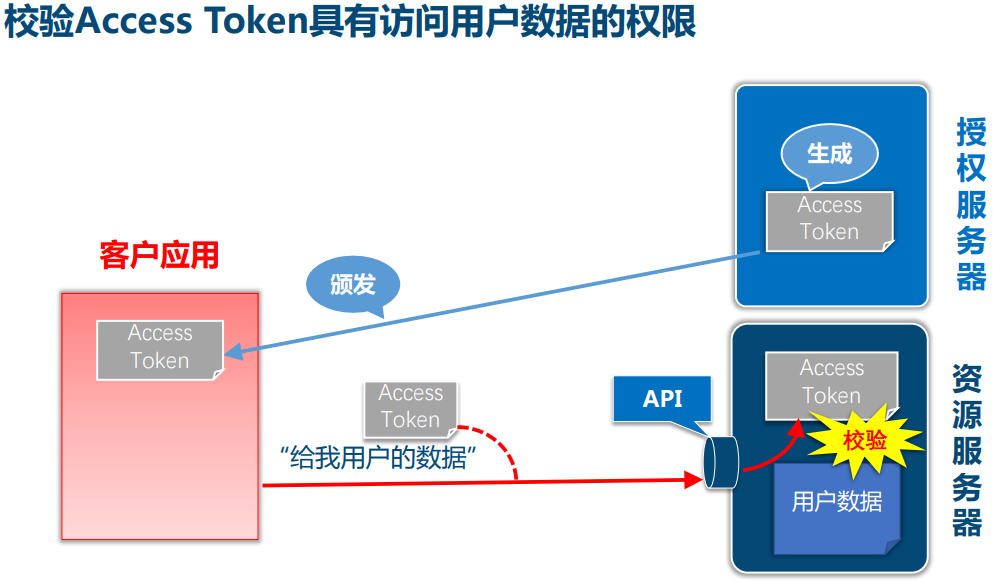 校验Access Token具有访问用户数据的权限
生成
Access
Token
授权服务器
客户应用
颁发
Access
Token
Access
Token
“给我用户的数据”
API
Access
Token
校验
用户数据
资源服务器